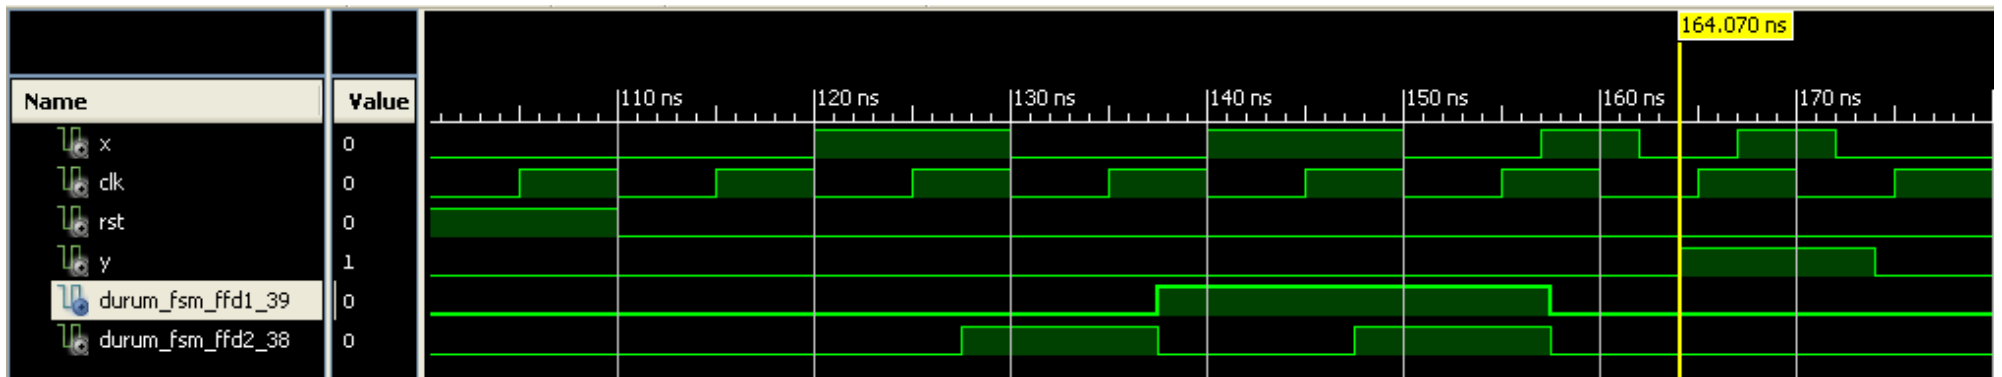 164.070 ns
Name Value
110 ns 120 ns 130 ns 140 ns 150 ns 160 ns 170 ns
x 0
clk 0
rst 0
y 1
durum_fsm_ffd1_39 0
durum_fsm_ffd2_38 0